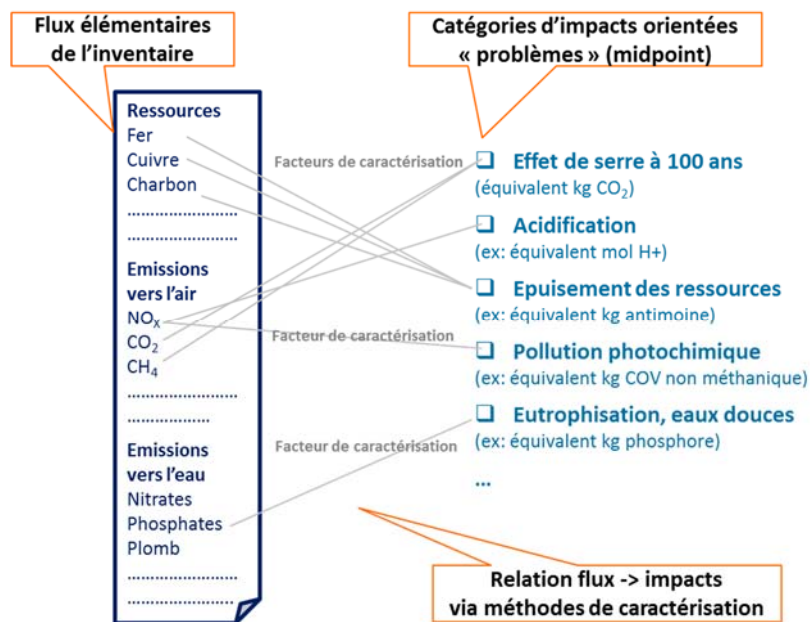 Flux élémentaires
de l’inventaire
Ressources
Fer
Cuivre
Charbon
..........................
..........................
Emissions
vers l’air
NOx
CO2
CH4
..........................
....................
Emissions
vers l’eau
Nitrates
Phosphates
Plomb
..........................
.........................
Facteurs de caractérisation
Facteur de caractérisation
Facteur de caractérisation
Catégories d’impacts orientées
« problèmes » (midpoint)
❑ Effet de serre à 100 ans
(équivalent kg CO2)
❑ Acidification
(ex: équivalent mol H+)
❑ Epuisement des ressources
(ex: équivalent kg antimoine)
❑ Pollution photochimique
(ex: équivalent kg COV non méthanique)
❑ Eutrophisation, eaux douces
(ex: équivalent kg phosphore)
...
Relation flux -> impacts
via méthodes de caractérisation